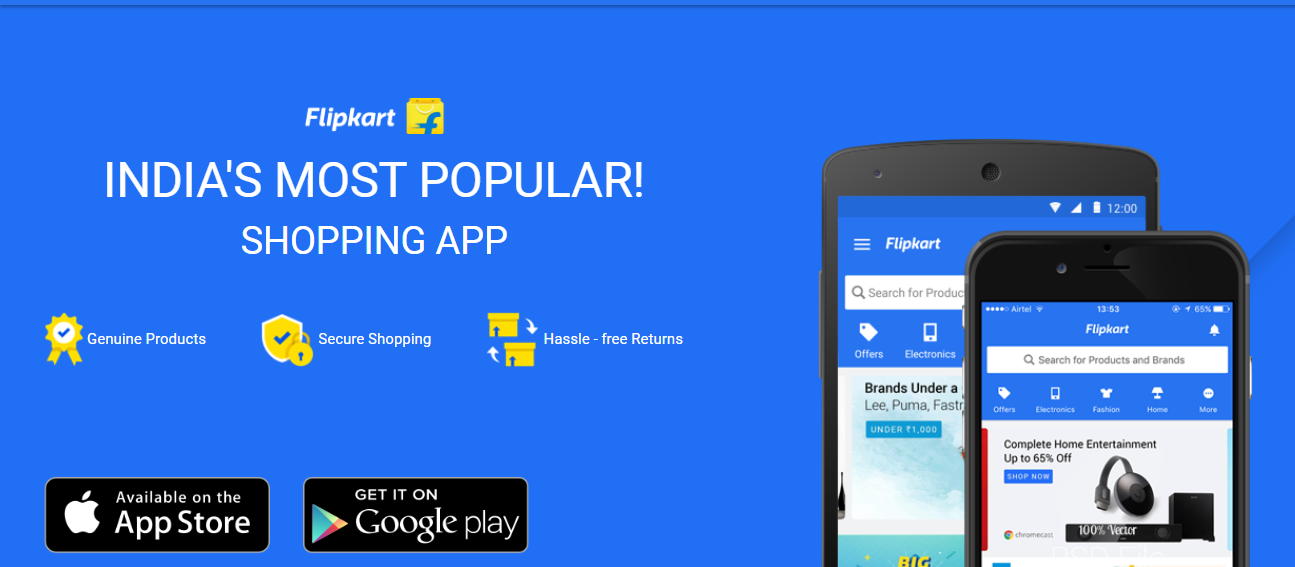 Flipkart
INDIA'S MOST POPULAR!
SHOPPING APP
Genuine Products
Secure Shopping
Hassle - free Returns
Available on the
App Store
GET IT ON
Google play
12:00
Flipkart
Search for Produc
Offers
Electronics
Brands Under a
Lee, Puma, Fastr
UNDER ₹1,000
BIG
Airtel
13:53
65%
Flipkart
Search for Products and Brands
Offers
Electronics
Fashion
Home
More
Complete Home Entertainment
Up to 65% Off
SHOP NOW
chromecast
100% Vector
PSD File